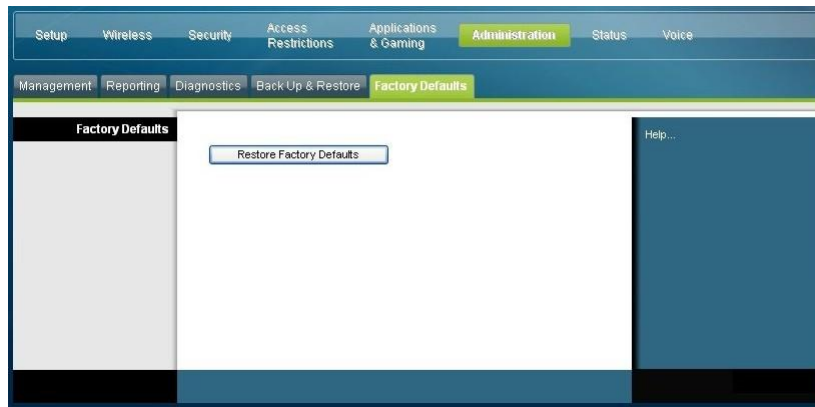 Setup Wireless Security Access Restrictions Applications & Gaming Administration Status Voice
Management Reporting Diagnostics Back Up & Restore Factory Defaults
Factory Defaults
Restore Factory Defaults
Help...